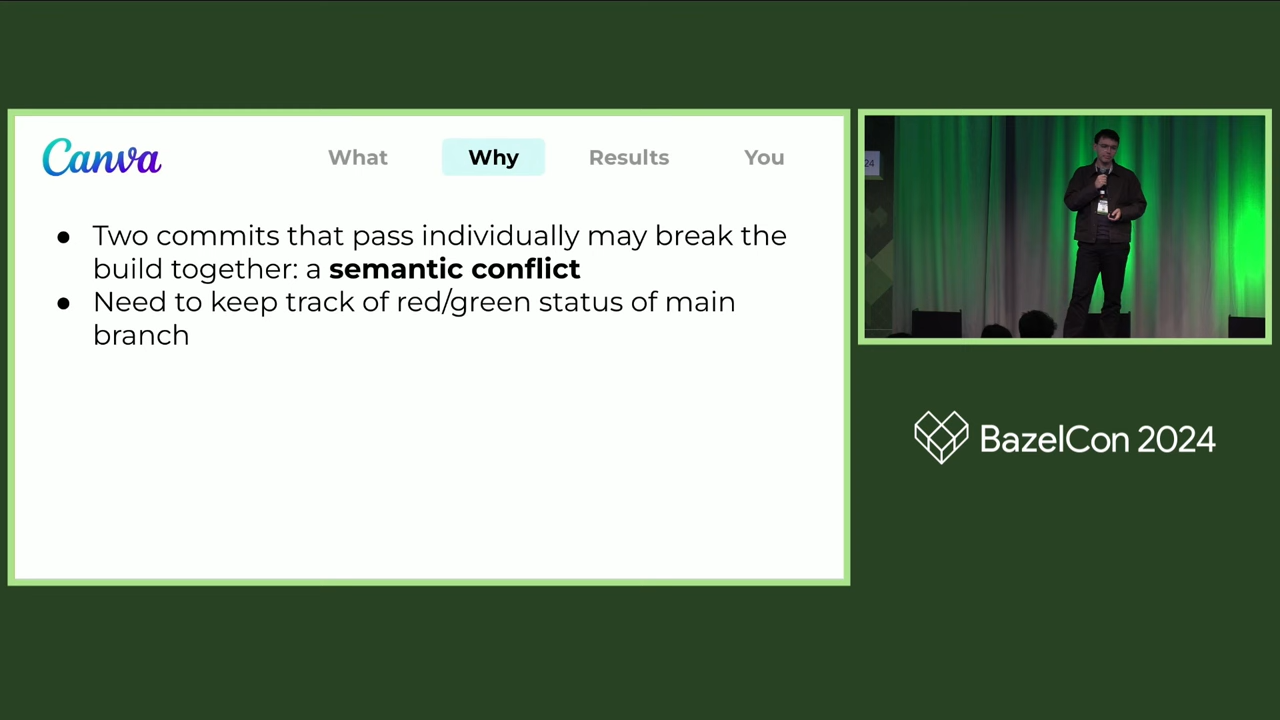 Canva
What
Why
Results
You
● Two commits that pass individually may break the
build together: a semantic conflict
● Need to keep track of red/green status of main
branch
24
BazelCon 2024